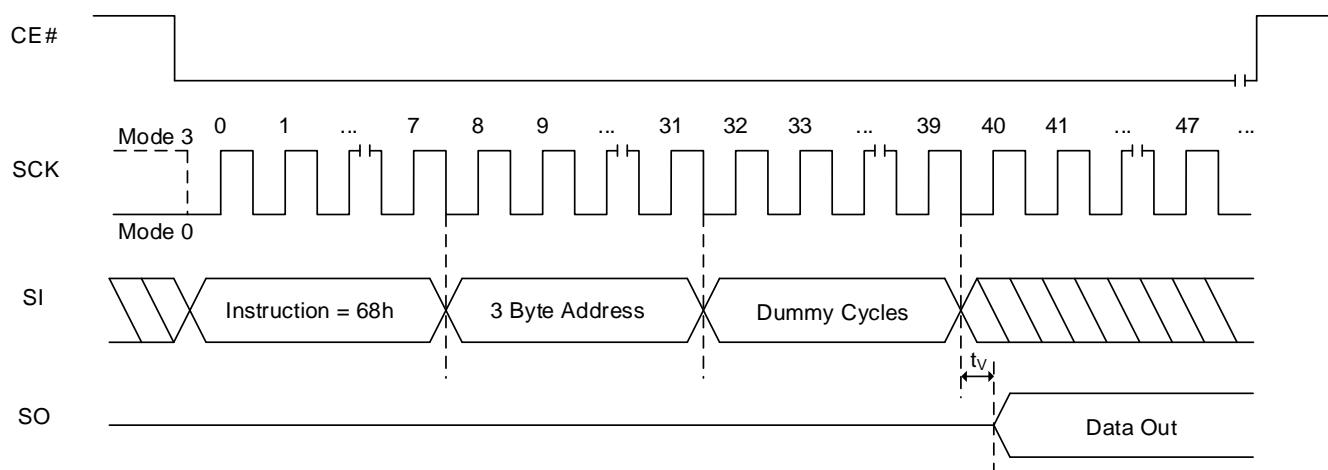 CE#
Mode 3
0 1 ... 7 8 9 ... 31 32 33 ... 39 40 41 ... 47 ...
SCK
Mode 0
SI
Instruction = 68h
3 Byte Address
Dummy Cycles
tV
SO
Data Out